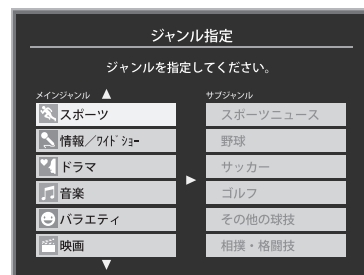 ジャンル指定
ジャンルを指定してください。
メインジャンル
スポーツ
情報／ﾜｲﾄﾞｼｮｰ
ドラマ
音楽
バラエティ
映画
サブジャンル
スポーツニュース
野球
サッカー
ゴルフ
その他の球技
相撲・格闘技